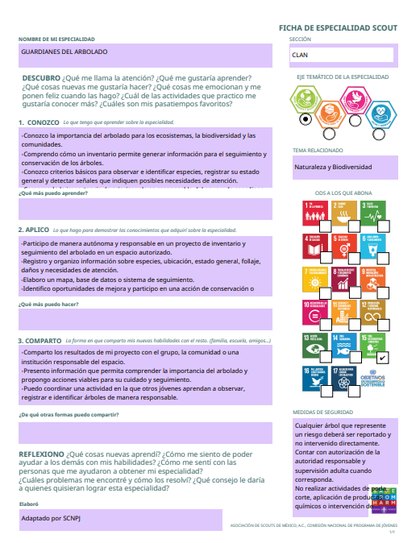 FICHA DE ESPECIALIDAD SCOUT
NOMBRE DE MI ESPECIALIDAD
GUARDIANES DEL ARBOLADO
SECCIÓN
CLAN
DESCUBRO ¿Qué me llama la atención? ¿Qué me gustaría aprender?
¿Qué cosas nuevas me gustaría hacer? ¿Qué cosas me emocionan y me
ponen feliz cuando las hago? ¿Cuál de las actividades que practico me
gustaría conocer más? ¿Cuáles son mis pasatiempos favoritos?
EJE TEMÁTICO DE LA ESPECIALIDAD
1. CONOZCO Lo que tengo que aprender sobre la especialidad.
-Conozco la importancia del arbolado para los ecosistemas, la biodiversidad y las
comunidades.
-Comprendo cómo un inventario permite generar información para el seguimiento y
conservación de los árboles.
-Conozco criterios básicos para observar e identificar especies, registrar su estado
general y detectar señales que indiquen posibles necesidades de atención.
¿Qué más puedo aprender?
TEMA RELACIONADO
Naturaleza y Biodiversidad
ODS A LOS QUE ABONA
2. APLICO Lo que hago para demostrar los conocimientos que adquirí sobre la especialidad.
-Participo de manera autónoma y responsable en un proyecto de inventario y
seguimiento del arbolado en un espacio autorizado.
-Registro y organizo información sobre especies, ubicación, estado general, follaje,
daños y necesidades de atención.
-Elaboro un mapa, base de datos o sistema de seguimiento.
-Identifico oportunidades de mejora y participo en una acción de conservación o
¿Qué más puedo hacer?
3. COMPARTO La forma en que comparto mis nuevas habilidades con el resto. (familia, escuela, amigos...)
-Comparto los resultados de mi proyecto con el grupo, la comunidad o una
institución responsable del espacio.
-Presento información que permita comprender la importancia del arbolado y
propongo acciones viables para su cuidado y seguimiento.
-Puedo coordinar una actividad en la que otros jóvenes aprendan a observar,
registrar e identificar árboles de manera responsable.
¿De qué otras formas puedo compartir?
MEDIDAS DE SEGURIDAD
Cualquier árbol que represente
un riesgo deberá ser reportado y
no intervenido directamente.
Contar con autorización de la
autoridad responsable y
supervisión adulta cuando
corresponda.
No realizar actividades de
corte, aplicación de
químicos o intervención
REFLEXIONO ¿Qué cosas nuevas aprendí? ¿Cómo me siento de poder
ayudar a los demás con mis habilidades? ¿Cómo me sentí con las
personas que me ayudaron a obtener mi especialidad?
¿Cuáles problemas me encontré y cómo los resolví? ¿Qué consejo le daría
a quienes quisieran lograr esta especialidad?
Elaboró
Adaptado por SCNPJ
ASOCIACIÓN DE SCOUTS DE MÉXICO, A.C., COMISIÓN NACIONAL DE PROGRAMA DE JÓVENES